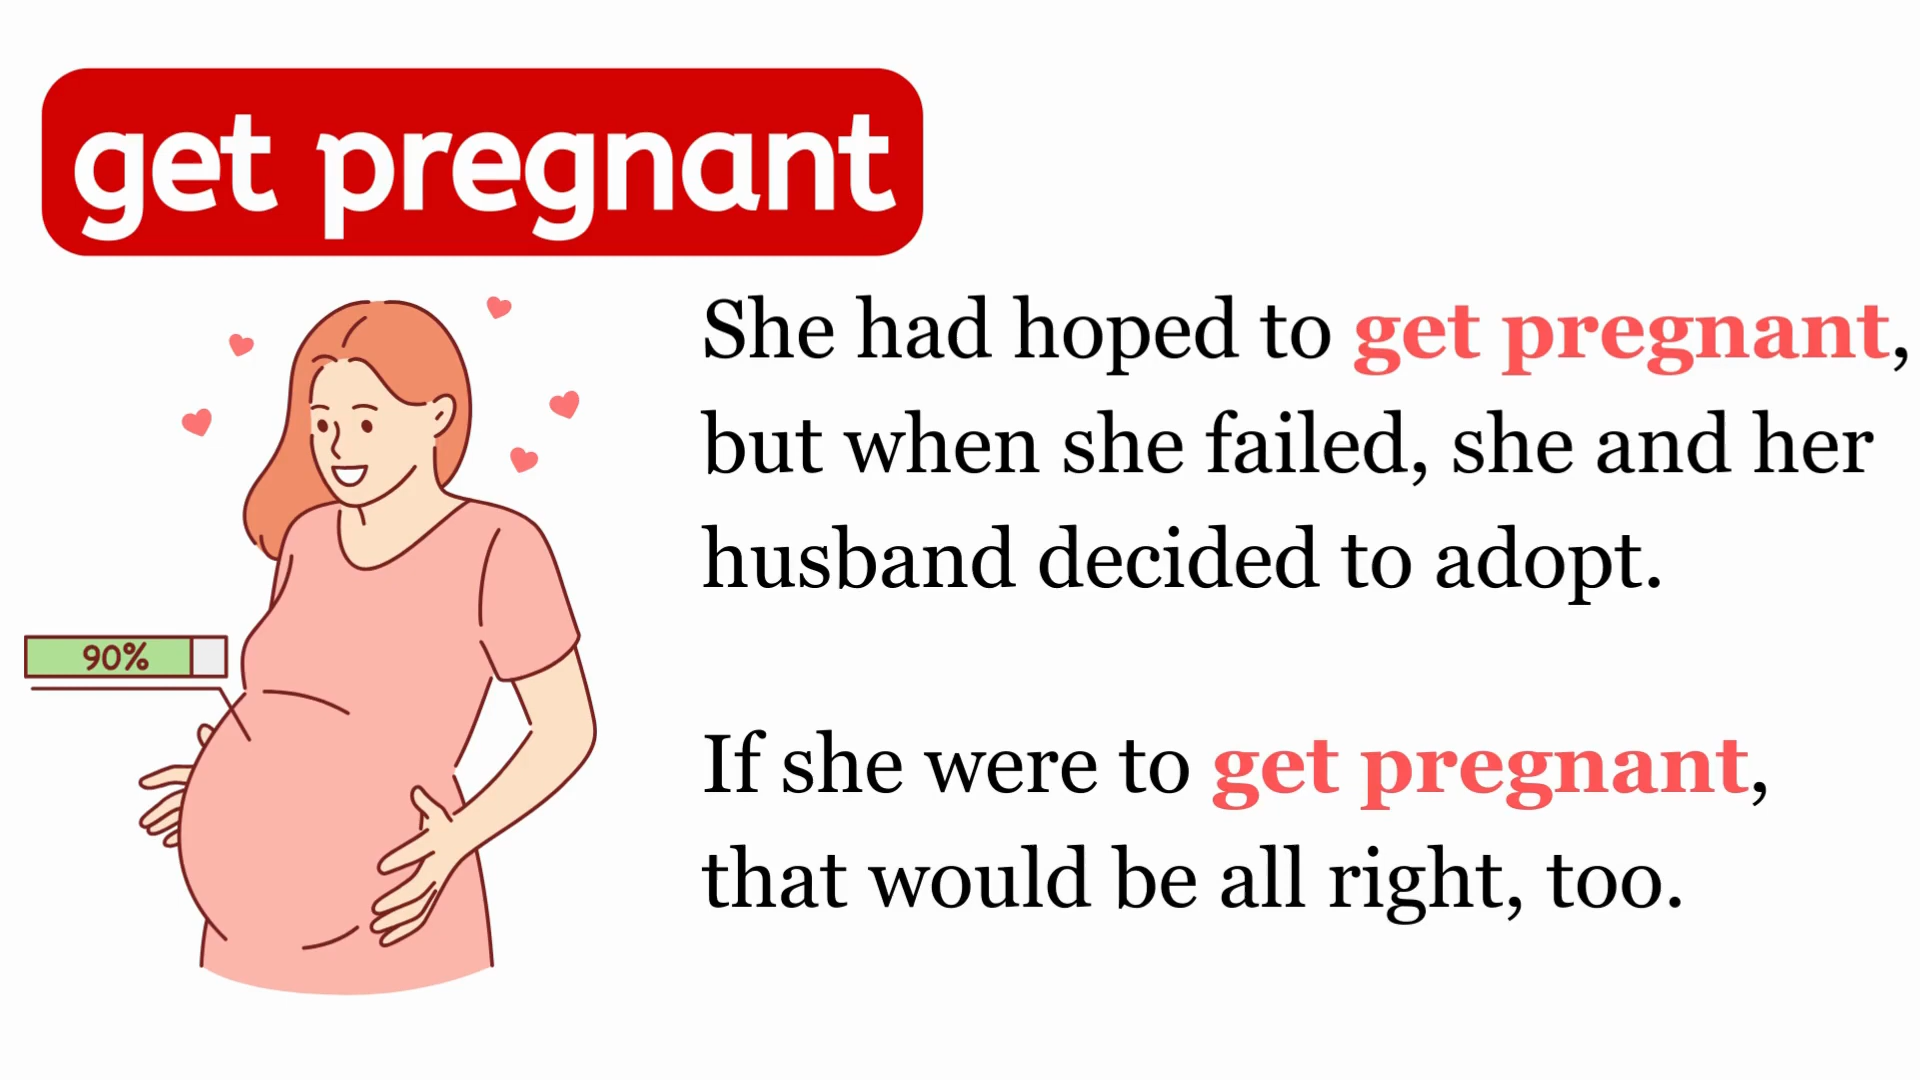 get pregnant
She had hoped to get pregnant,
but when she failed, she and her
husband decided to adopt.
90%
If she were to get pregnant,
that would be all right, too.